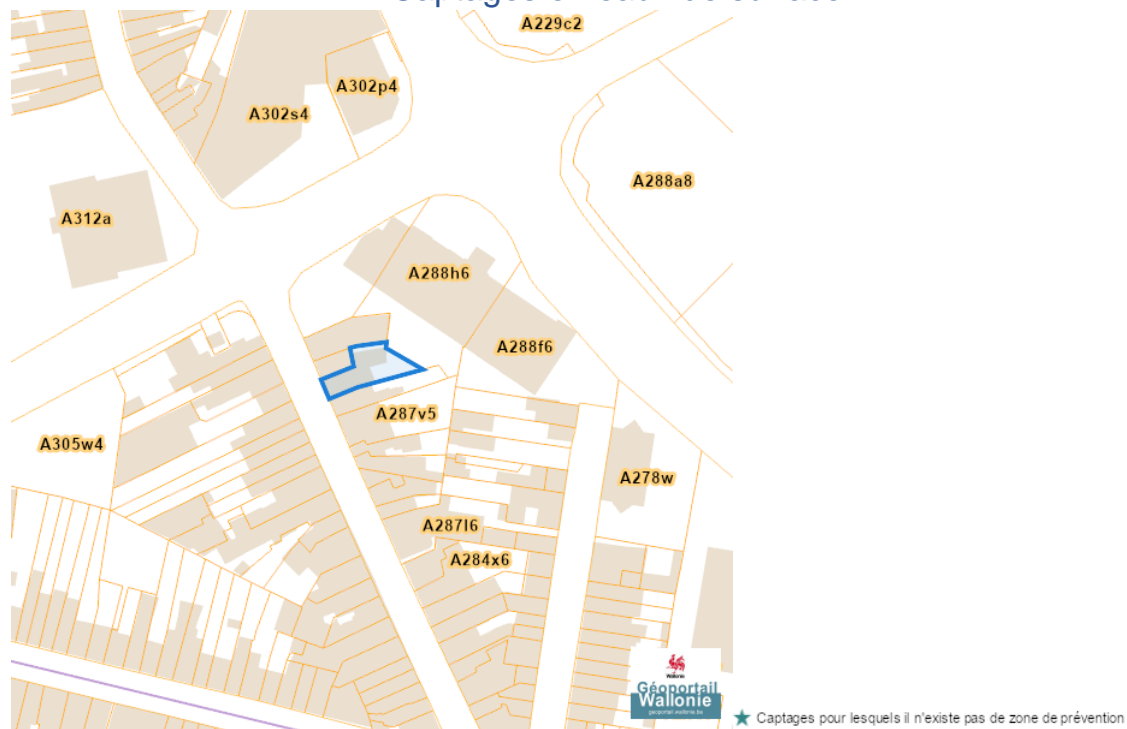 A229c2
A302p4
A302s4
A288a8
A312a
A288h6
A288f6
A287v5
A305w4
A278w
A287l6
A284x6
Wallonie
Géoportail
Wallonie
geoportail.wallonie.be
Captages pour lesquels il n'existe pas de zone de prévention